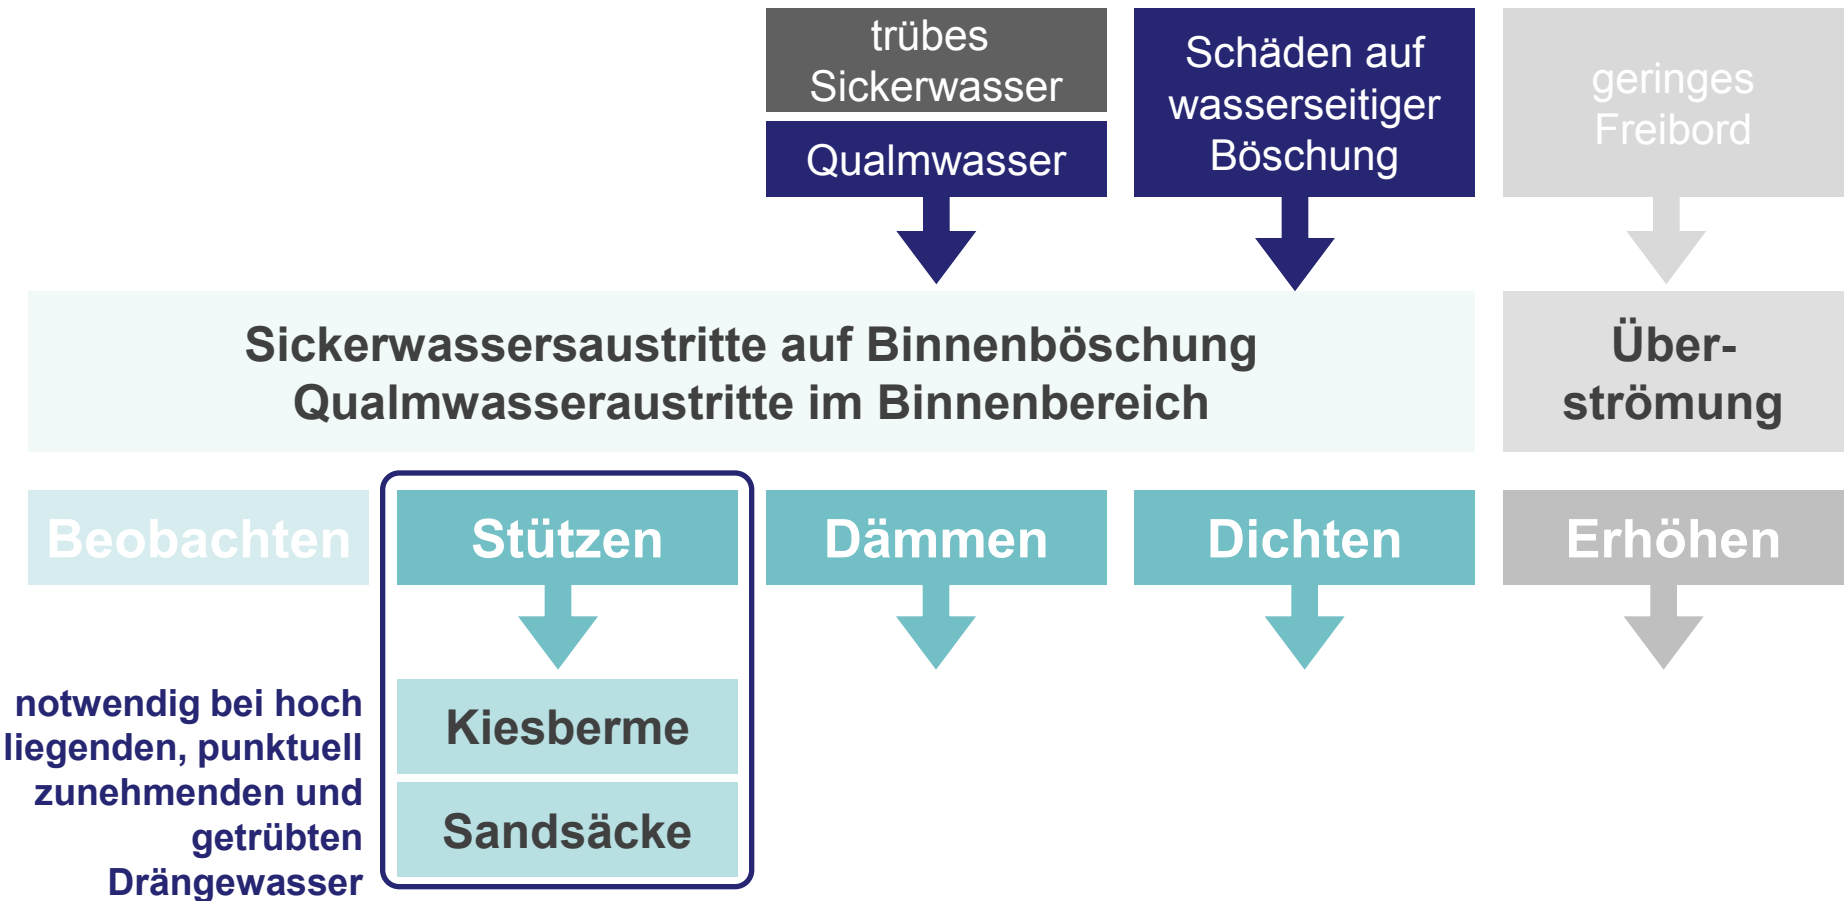 trübes
Sickerwasser
Qualmwasser
Schäden auf
wasserseitiger
Böschung
geringes
Freibord
Sickerwassersaustritte auf Binnenböschung
Qualmwasseraustritte im Binnenbereich
Über-
strömung
Beobachten
Stützen
Dämmen
Dichten
Erhöhen
notwendig bei hoch
liegenden, punktuell
zunehmenden und
getrübten
Drängewasser
Kiesberme
Sandsäcke